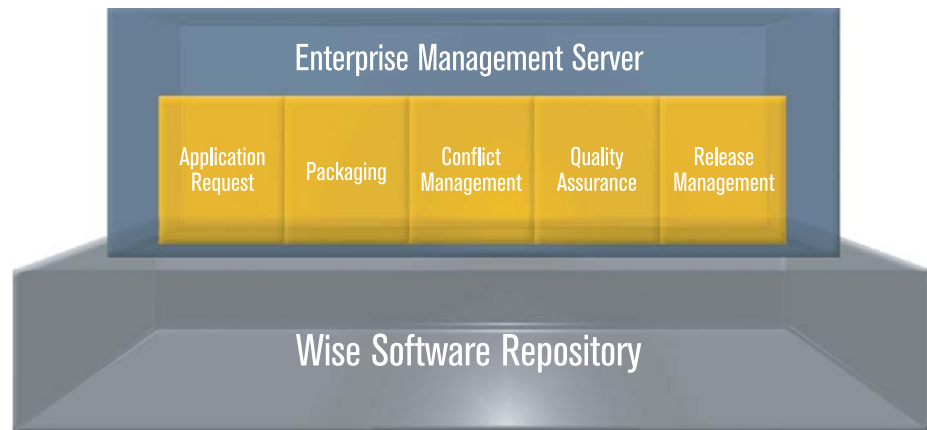 Enterprise Management Server
Application
Request
Packaging
Conflict
Management
Quality
Assurance
Release
Management
Wise Software Repository